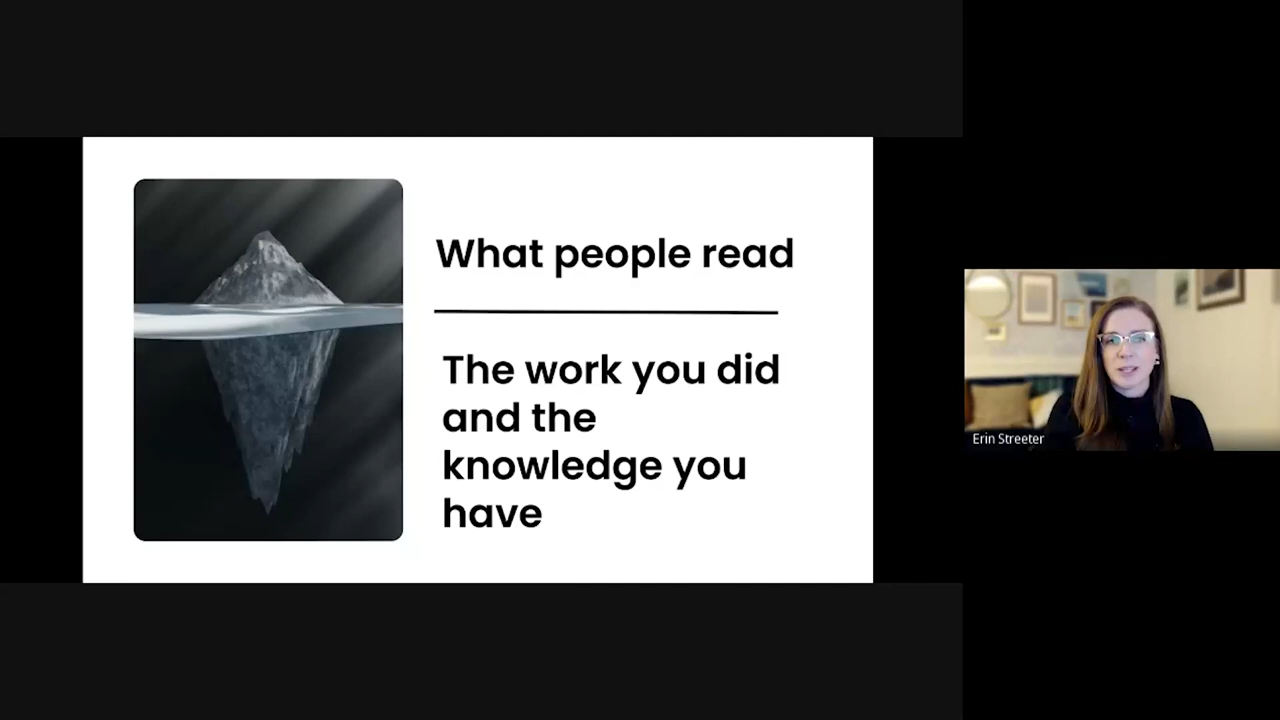 What people read
The work you did
and the
knowledge you
have
Erin Streeter